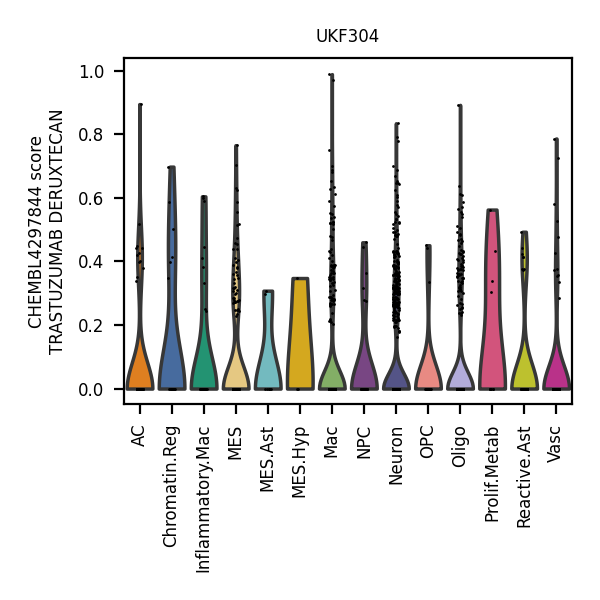 UKF304
CHEMBL4297844 score
TRASTUZUMAB DERUXTECAN
1.0
0.8
0.6
0.4
0.2
0.0
AC
Chromatin.Reg
Inflammatory.Mac
MES
MES.Ast
MES.Hyp
Mac
NPC
Neuron
OPC
Oligo
Prolif.Metab
Reactive.Ast
Vasc